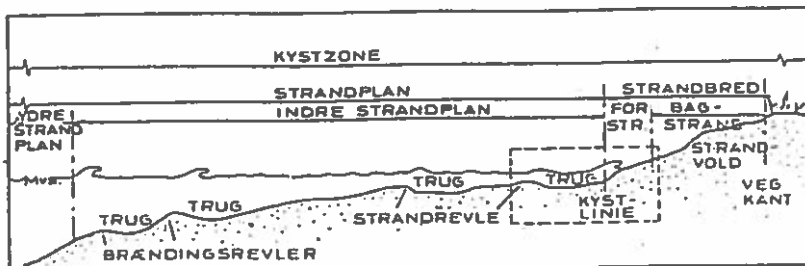 KYSTZONE
STRANDPLAN
STRANDBRED
YDRE
STRAND
PLAN
INDRE STRANDPLAN
FOR
STR.
BAG-
STRAND
STRAND
VOLD
Mvs.
TRUG
TRUG
TRUG
TRUG
STRANDREVLE
KYST-
LINIE
VEG
KANT
BRÆNDINGSREVLER